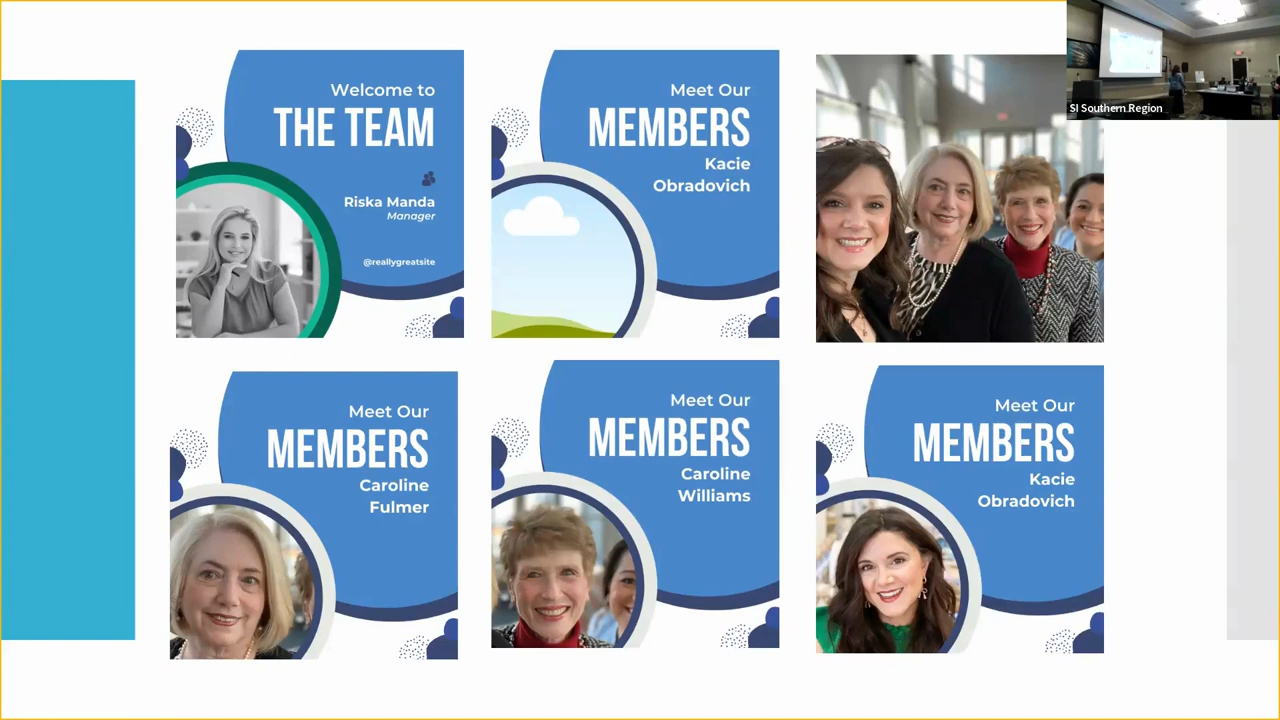 Welcome to
THE TEAM
Riska Manda
Manager
@reallygreatsite
Meet Our
MEMBERS
Kacie
Obradovich
SI Southern Region
Meet Our
MEMBERS
Caroline
Fulmer
Meet Our
MEMBERS
Caroline
Williams
Meet Our
MEMBERS
Kacie
Obradovich